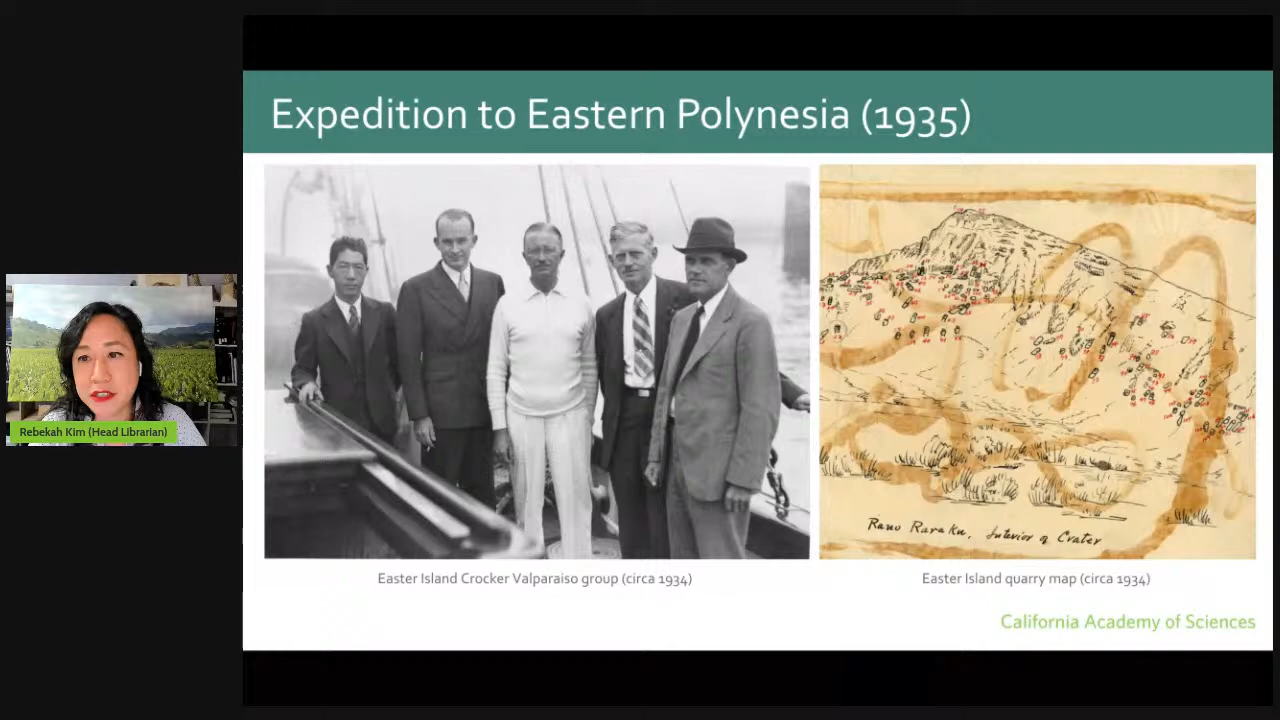 Expedition to Eastern Polynesia (1935)
Rebekah Kim (Head Librarian)
Rano Raraku, Interior of Crater
Easter Island Crocker Valparaiso group (circa 1934)
Easter Island quarry map (circa 1934)
California Academy of Sciences